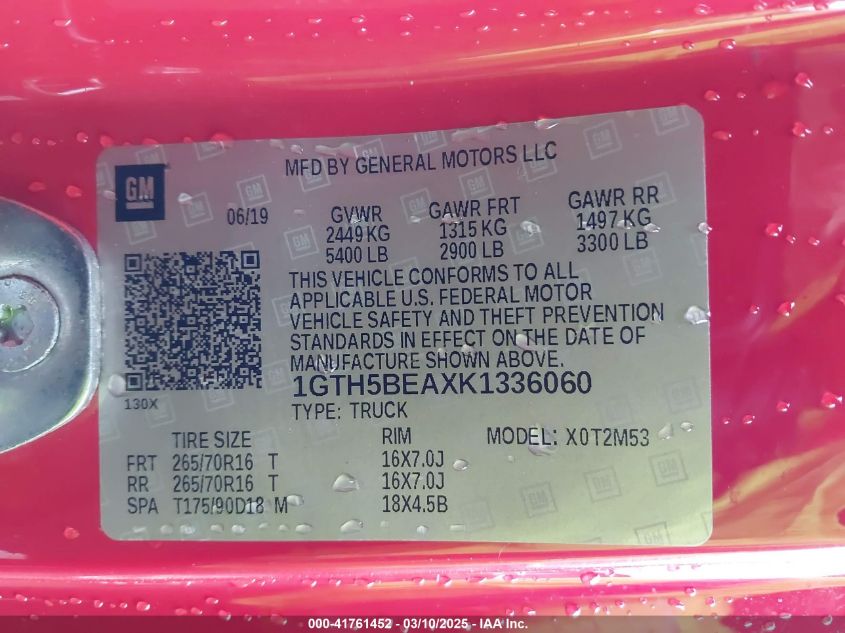 GM
MFD BY GENERAL MOTORS LLC
06/19
GVWR GAWR FRT GAWR RR
2449 KG 1315 KG 1497 KG
5400 LB 2900 LB 3300 LB
THIS VEHICLE CONFORMS TO ALL
APPLICABLE U.S. FEDERAL MOTOR
VEHICLE SAFETY AND THEFT PREVENTION
STANDARDS IN EFFECT ON THE DATE OF
MANUFACTURE SHOWN ABOVE.
1GTH5BEAXK1336060
130X
TYPE: TRUCK
TIRE SIZE RIM MODEL: X0T2M53
FRT 265/70R16 T 16X7.0J
RR 265/70R16 T 16X7.0J
SPA T175/90D18 M 18X4.5B
000-41761452 - 03/10/2025 - IAA Inc.